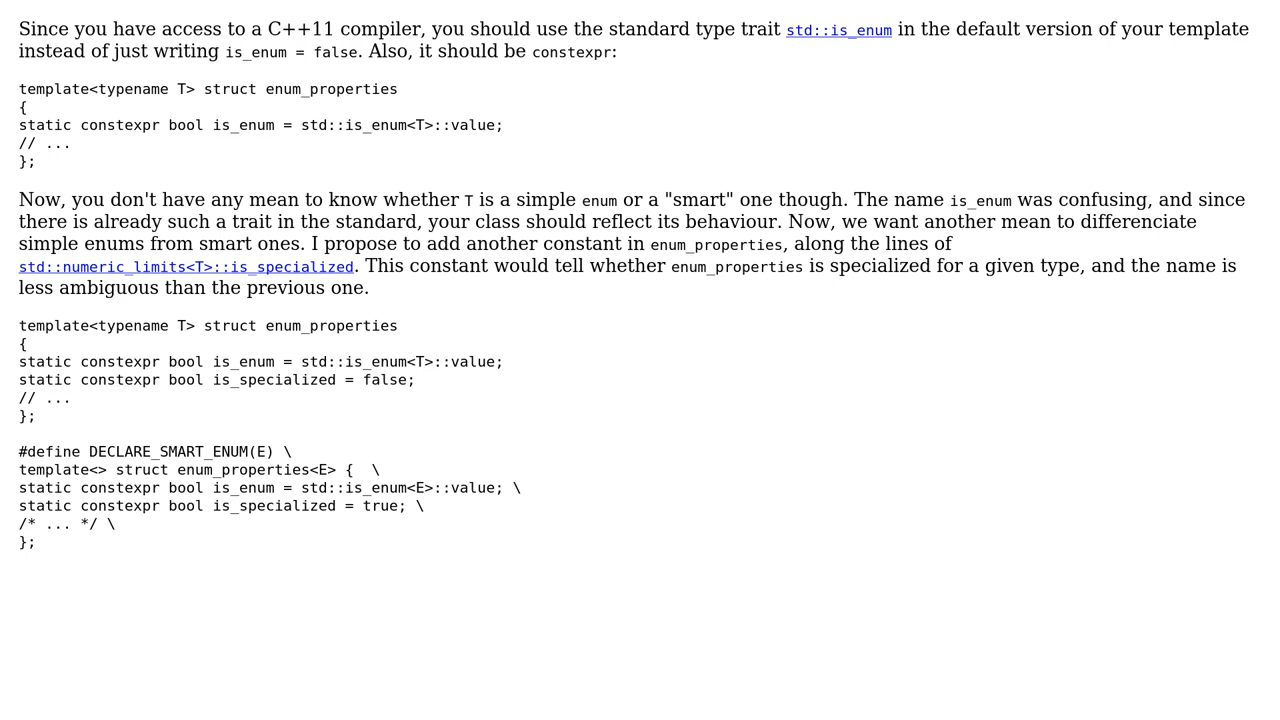 Since you have access to a C++11 compiler, you should use the standard type trait std::is_enum in the default version of your template
instead of just writing is_enum = false. Also, it should be constexpr:
template<typename T> struct enum_properties
{
static constexpr bool is_enum = std::is_enum<T>::value;
// ...
};
Now, you don't have any mean to know whether T is a simple enum or a "smart" one though. The name is_enum was confusing, and since
there is already such a trait in the standard, your class should reflect its behaviour. Now, we want another mean to differenciate
simple enums from smart ones. I propose to add another constant in enum_properties, along the lines of
std::numeric_limits<T>::is_specialized. This constant would tell whether enum_properties is specialized for a given type, and the name is
less ambiguous than the previous one.
template<typename T> struct enum_properties
{
static constexpr bool is_enum = std::is_enum<T>::value;
static constexpr bool is_specialized = false;
// ...
};
#define DECLARE_SMART_ENUM(E) \
template<> struct enum_properties<E> {  \
static constexpr bool is_enum = std::is_enum<E>::value; \
static constexpr bool is_specialized = true; \
/* ... */ \
};